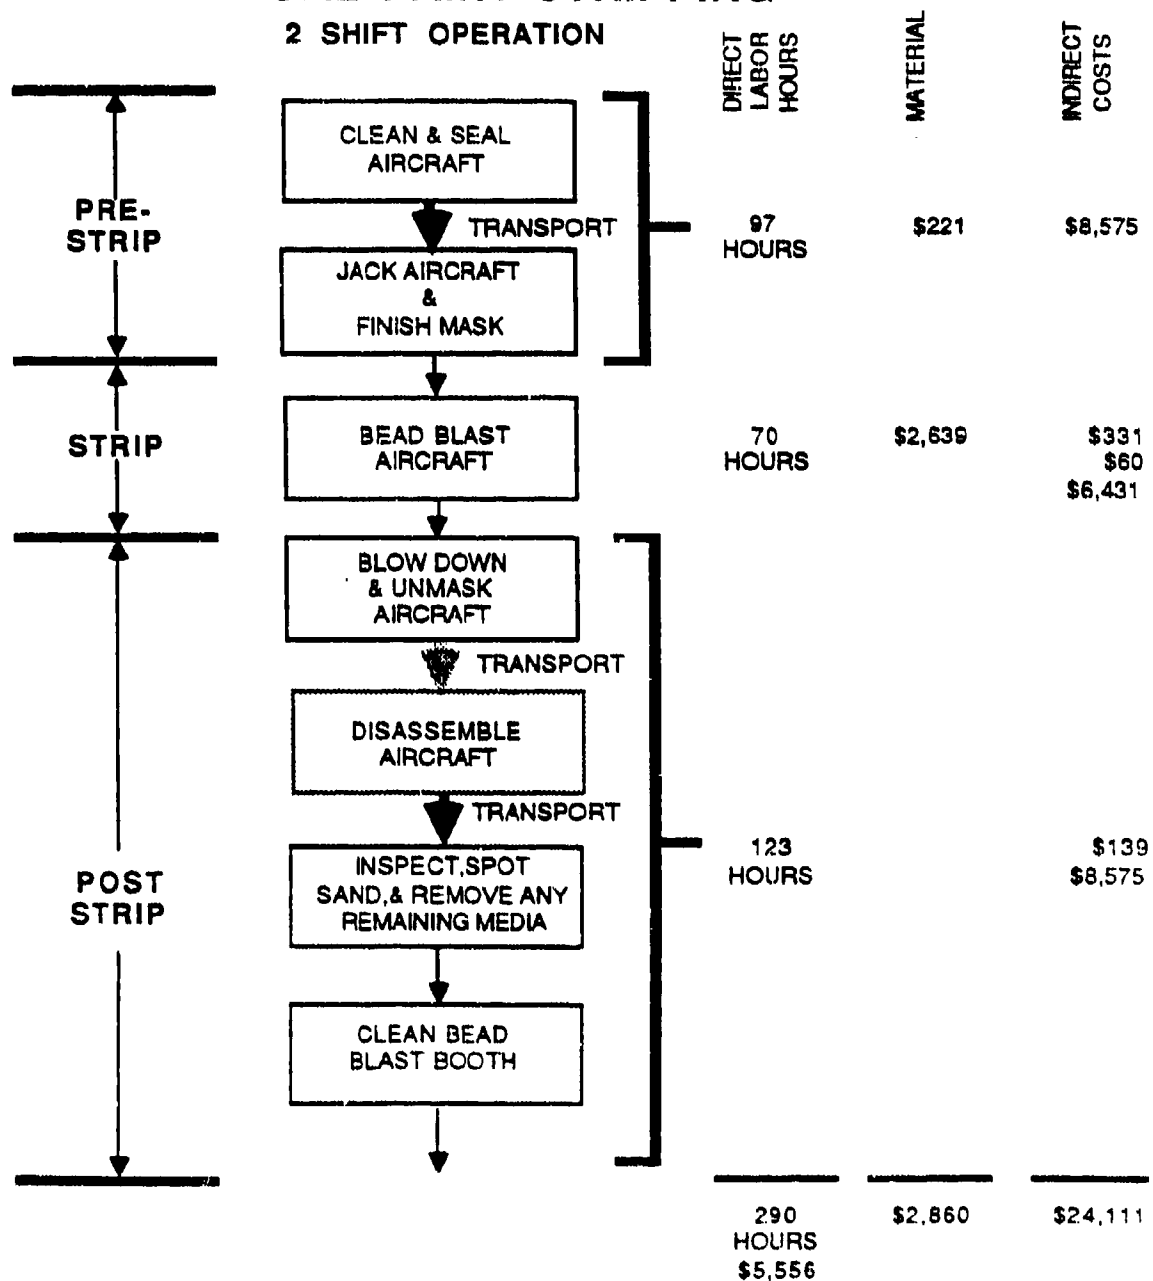 2 SHIFT OPERATION
DIRECT
LABOR
HOURS
MATERIAL
INDIRECT
COSTS
CLEAN & SEAL
AIRCRAFT
PRE-
STRIP
TRANSPORT
97
HOURS
$221
$8,575
JACK AIRCRAFT
&
FINISH MASK
STRIP
BEAD BLAST
AIRCRAFT
70
HOURS
$2,639
$331
$60
$6,431
BLOW DOWN
& UNMASK
AIRCRAFT
TRANSPORT
DISASSEMBLE
AIRCRAFT
TRANSPORT
POST
STRIP
INSPECT,SPOT
SAND,& REMOVE ANY
REMAINING MEDIA
123
HOURS
$139
$8,575
CLEAN BEAD
BLAST BOOTH
290
HOURS
$5,556
$2,860
$24,111